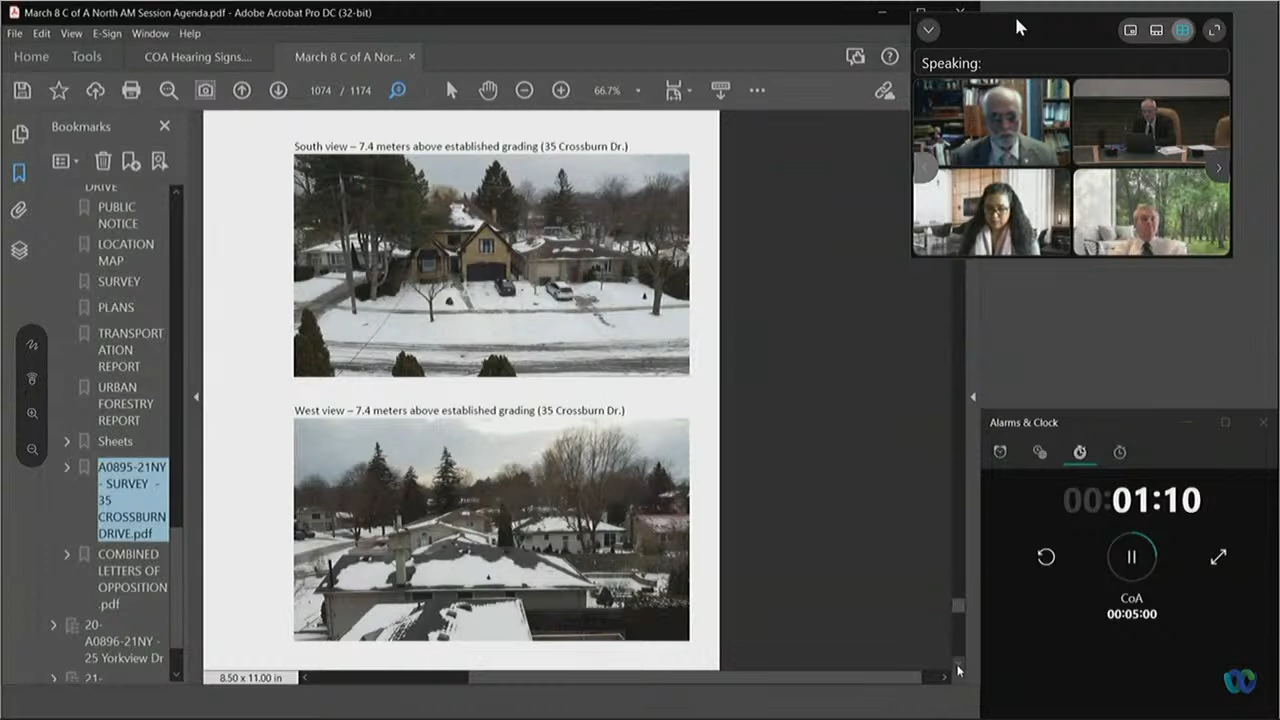 March 8 C of A North AM Session Agenda.pdf - Adobe Acrobat Pro DC (32-bit)
File Edit View E-Sign Window Help
Home Tools COA Hearing Signs.... March 8 C of A Nor... ×
1074 / 1174 66.7%
Speaking:
Bookmarks
DRIVE
PUBLIC
NOTICE
LOCATION
MAP
SURVEY
PLANS
TRANSPORT
ATION
REPORT
URBAN
FORESTRY
REPORT
Sheets
A0895-21NY
- SURVEY -
35
CROSSBURN
DRIVE.pdf
COMBINED
LETTERS OF
OPPOSITION
.pdf
20-
A0896-21NY -
25 Yorkview Dr
21-
South view – 7.4 meters above established grading (35 Crossburn Dr.)
West view – 7.4 meters above established grading (35 Crossburn Dr.)
8.50 x 11.00 in
Alarms & Clock
00:01:10
CoA
00:05:00